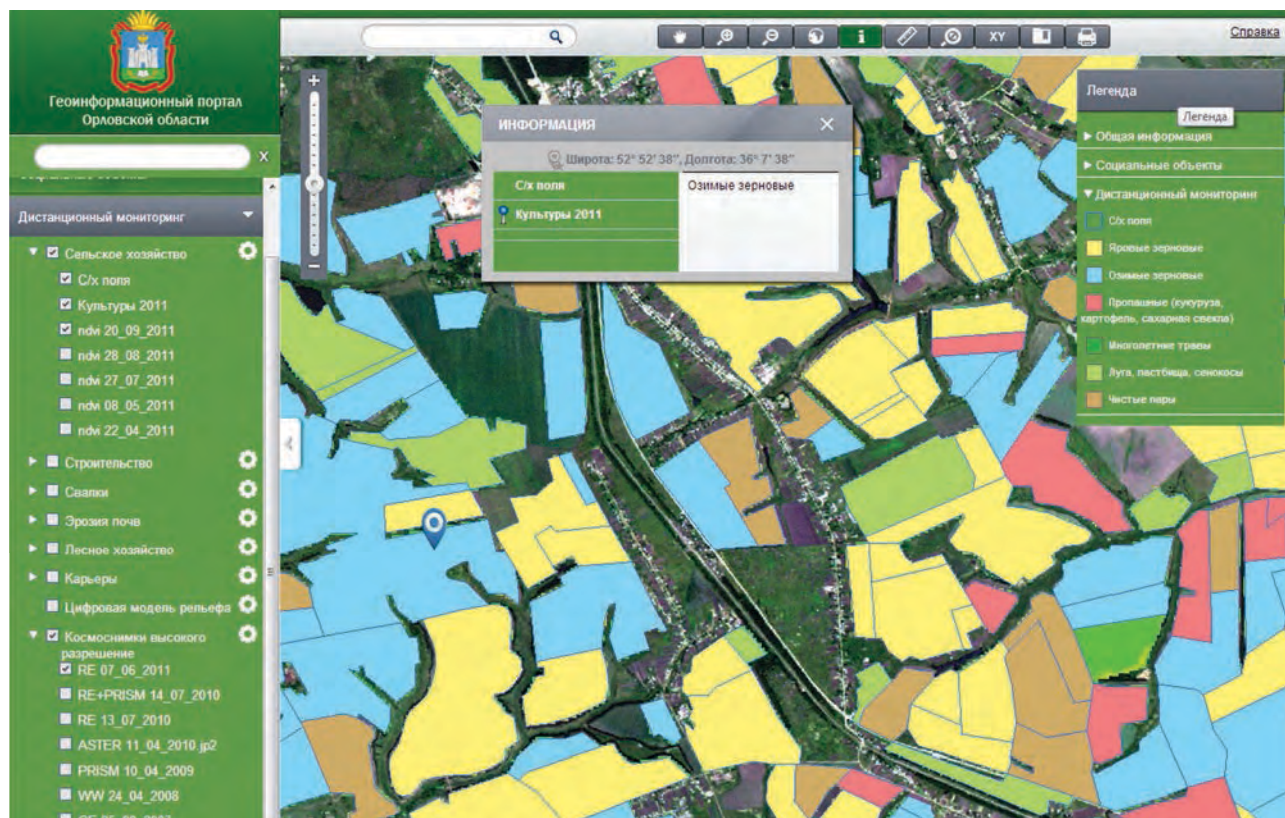 Геоинформационный портал
Орловской области
x
Социальные объекты
Дистанционный мониторинг
Сельское хозяйство
С/х поля
Культуры 2011
ndvi 20_09_2011
ndvi 28_08_2011
ndvi 27_07_2011
ndvi 08_05_2011
ndvi 22_04_2011
Строительство
Свалки
Эрозия почв
Лесное хозяйство
Карьеры
Цифровая модель рельефа
Космоснимки высокого
разрешение
RE 07_06_2011
RE+PRISM 14_07_2010
RE 13_07_2010
ASTER 11_04_2010.jp2
PRISM 10_04_2009
WW 24_04_2008
i
XY
Справка
ИНФОРМАЦИЯ
Широта: 52° 52' 38", Долгота: 36° 7' 38"
С/х поля
Озимые зерновые
Культуры 2011
Легенда
Легенда
Общая информация
Социальные объекты
Дистанционный мониторинг
С/х поля
Яровые зерновые
Озимые зерновые
Пропашные (кукуруза,
картофель, сахарная свекла)
Многолетние травы
Луга, пастбища, сенокосы
Чистые пары